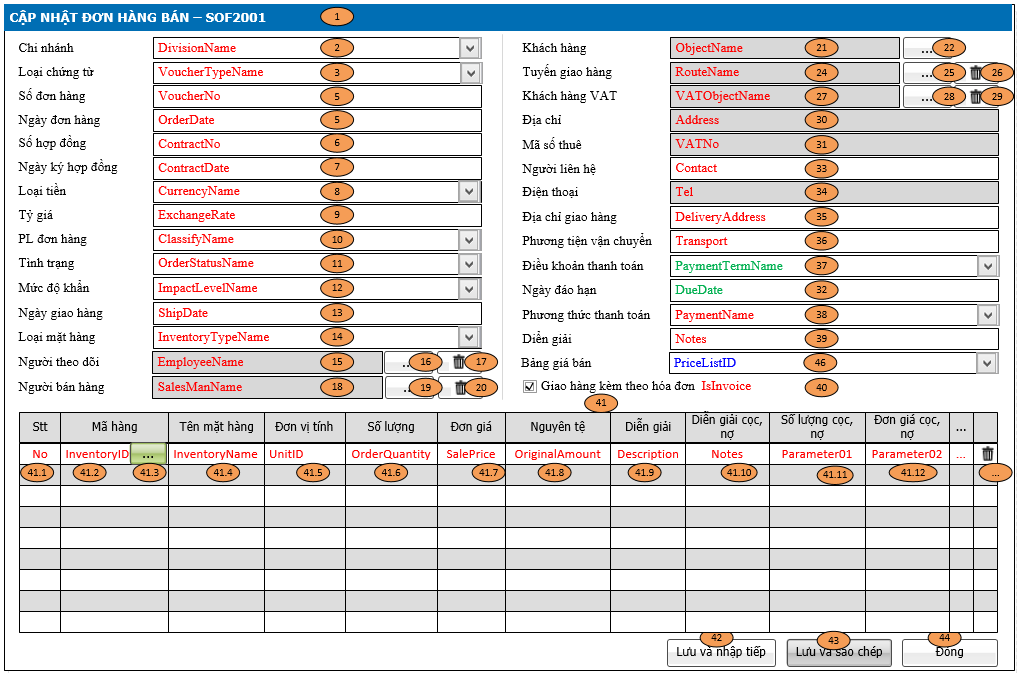 CẬP NHẬT ĐƠN HÀNG BÁN – SOF2001 1
Chi nhánh DivisionName 2
Loại chứng từ VoucherTypeName 3
Số đơn hàng VoucherNo 5
Ngày đơn hàng OrderDate 5
Số hợp đồng ContractNo 6
Ngày ký hợp đồng ContractDate 7
Loại tiền CurrencyName 8
Tỷ giá ExchangeRate 9
PL đơn hàng ClassifyName 10
Tình trạng OrderStatusName 11
Mức độ khẩn ImpactLevelName 12
Ngày giao hàng ShipDate 13
Loại mặt hàng InventoryTypeName 14
Người theo dõi EmployeeName 15 .. 16 17
Người bán hàng SalesManName 18 .. 19 20
Khách hàng ObjectName 21 ... 22
Tuyến giao hàng RouteName 24 ... 25 26
Khách hàng VAT VATObjectName 27 ... 28 29
Địa chỉ Address 30
Mã số thuê VATNo 31
Người liên hệ Contact 33
Điện thoại Tel 34
Địa chỉ giao hàng DeliveryAddress 35
Phương tiện vận chuyển Transport 36
Điều khoản thanh toán PaymentTermName 37
Ngày đáo hạn DueDate 32
Phương thức thanh toán PaymentName 38
Diễn giải Notes 39
Bảng giá bán PriceListID 46
Giao hàng kèm theo hóa đơn IsInvoice 40
41
Stt Mã hàng Tên mặt hàng Đơn vị tính Số lượng Đơn giá Nguyên tệ Diễn giải Diễn giải cọc, nợ Số lượng cọc, nợ Đơn giá cọc, nợ ...
No InventoryID ... InventoryName UnitID OrderQuantity SalePrice OriginalAmount Description Notes Parameter01 Parameter02 ...
41.1 41.2 41.3 41.4 41.5 41.6 41.7 41.8 41.9 41.10 41.11 41.12 ...
42 43 44
Lưu và nhập tiếp Lưu và sao chép Đóng